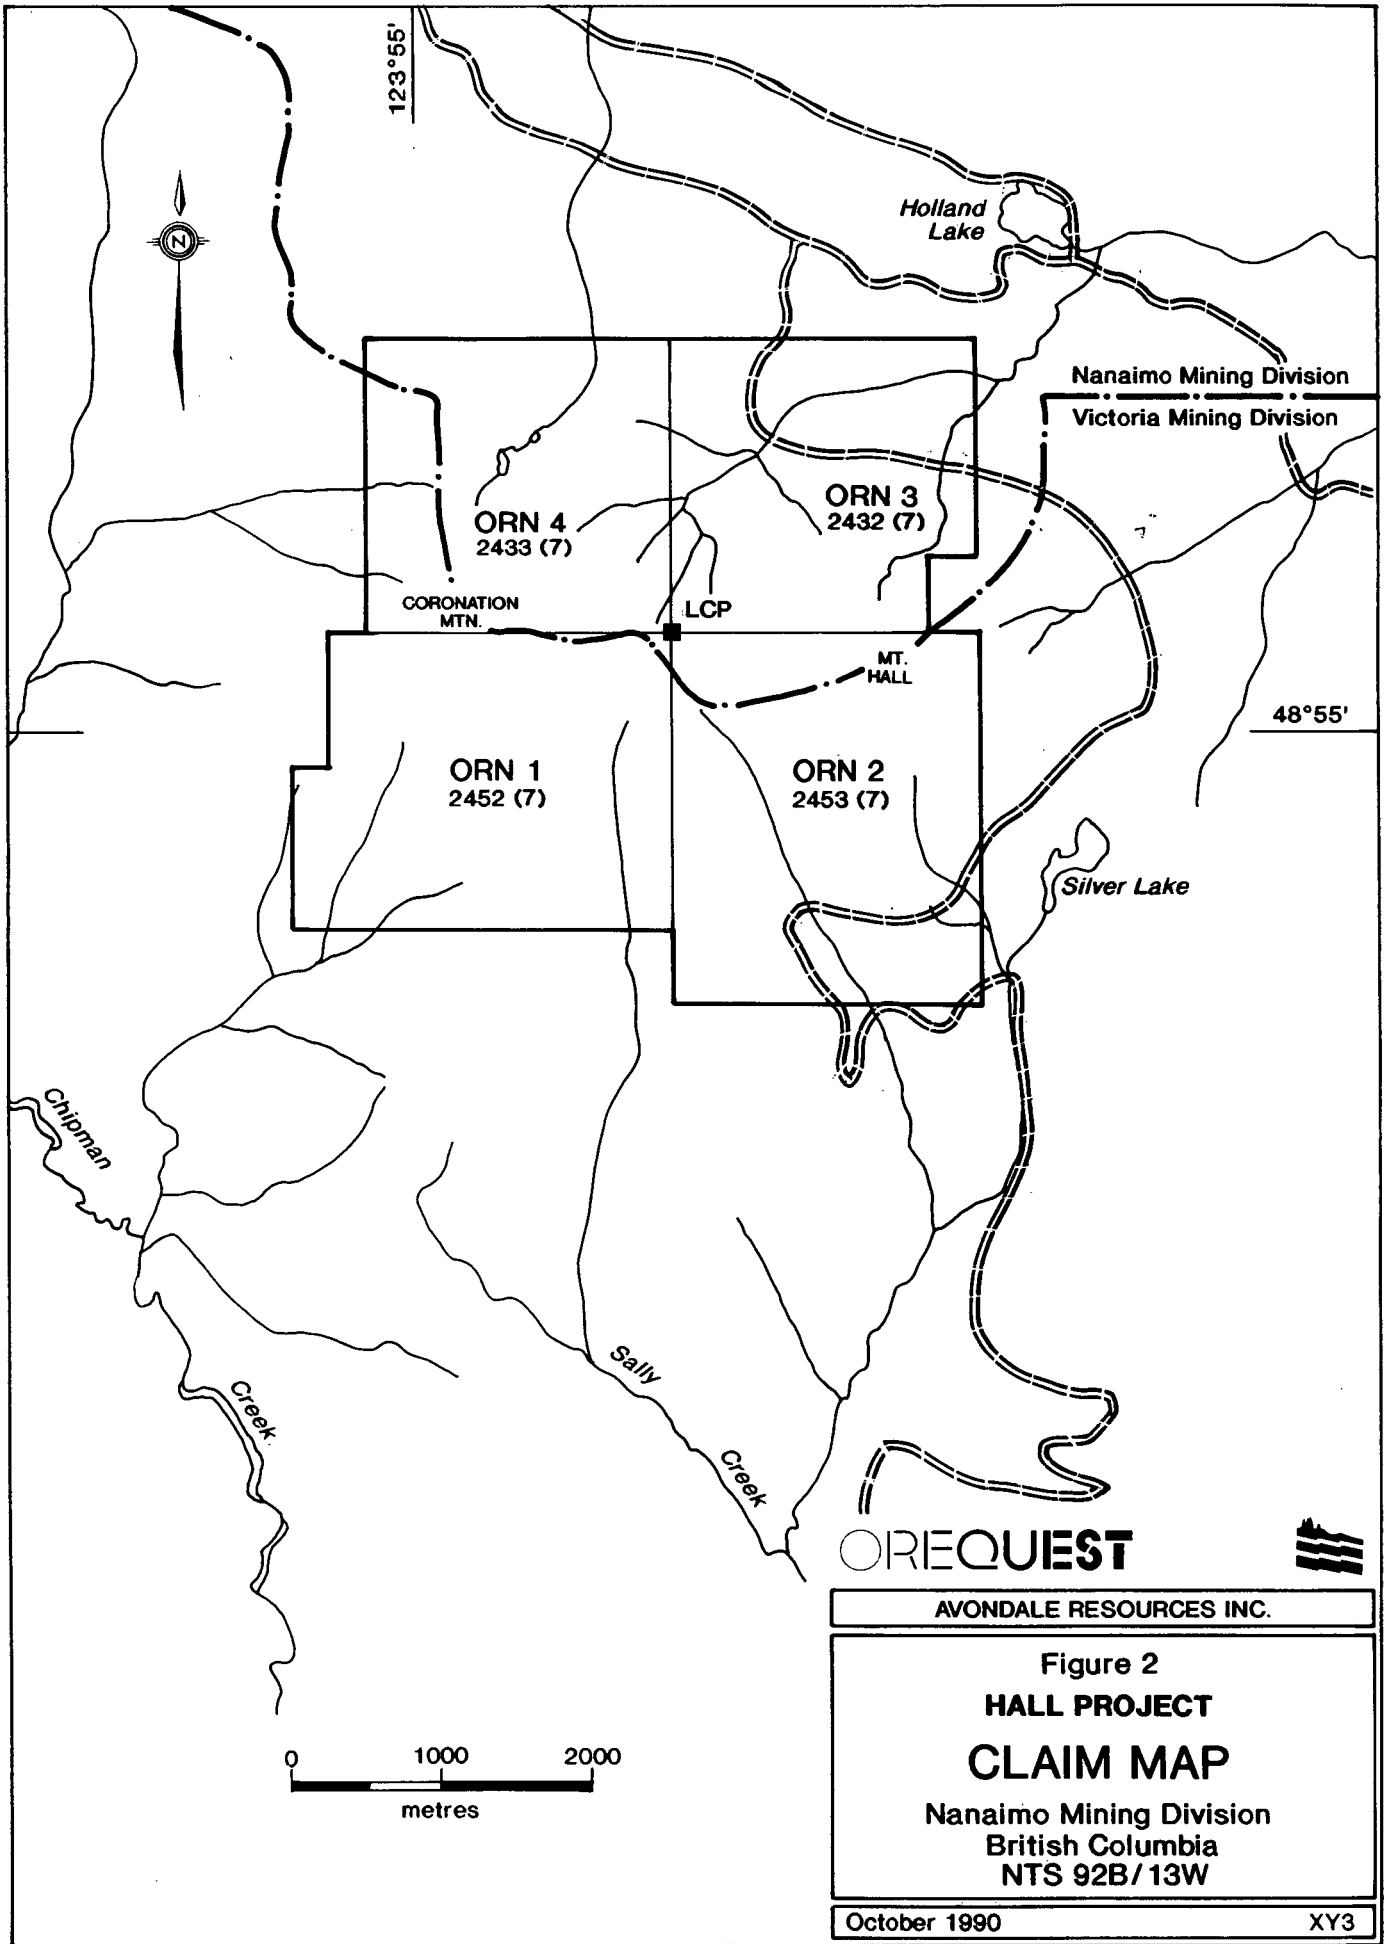 123°55'
N
Holland
Lake
Nanaimo Mining Division
Victoria Mining Division
ORN 4
2433 (7)
ORN 3
2432 (7)
CORONATION
MTN.
LCP
MT.
HALL
48°55'
ORN 1
2452 (7)
ORN 2
2453 (7)
Silver Lake
Chipman
Creek
Sally
Creek
OREQUEST
AVONDALE RESOURCES INC.
Figure 2
HALL PROJECT
CLAIM MAP
Nanaimo Mining Division
British Columbia
NTS 92B/13W
October 1990 XY3
0 1000 2000
metres